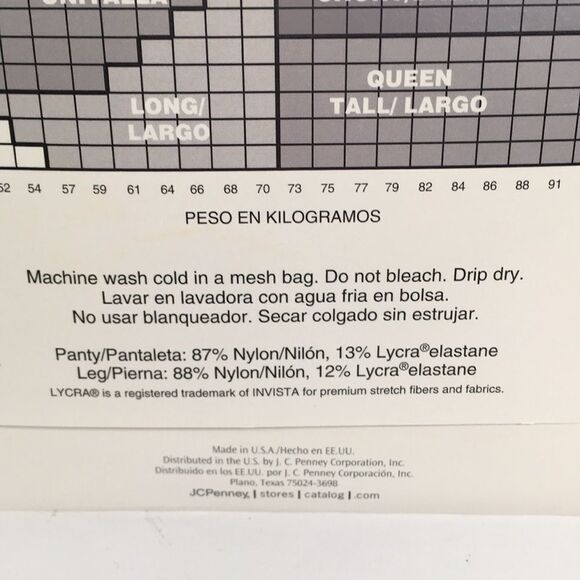 QUEEN
TALL/ LARGO
LONG/
LARGO
52 54 57 59 61 64 66 68 70 73 75 77 79 82 84 86 88 91
PESO EN KILOGRAMOS
Machine wash cold in a mesh bag. Do not bleach. Drip dry.
Lavar en lavadora con agua fria en bolsa.
No usar blanqueador. Secar colgado sin estrujar.
Panty/Pantaleta: 87% Nylon/Nilón, 13% Lycra®elastane
Leg/Pierna: 88% Nylon/Nilón, 12% Lycra®elastane
LYCRA® is a registered trademark of INVISTA for premium stretch fibers and fabrics.
Made in U.S.A./Hecho en EE.UU.
Distributed in the U.S. by J. C. Penney Corporation, Inc.
Distribuido en los EE.UU. por J. C. Penney Corporación, Inc.
Plano, Texas 75024-3698
JCPenney | stores | catalog | .com